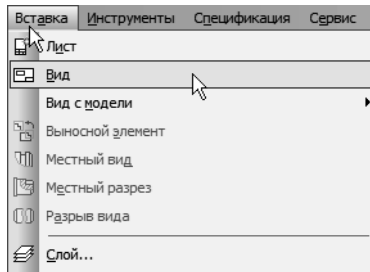 Вставка Инструменты Спецификация Сервис
Лист
Вид
Вид с модели
Выносной элемент
Местный вид
Местный разрез
Разрыв вида
Слой...